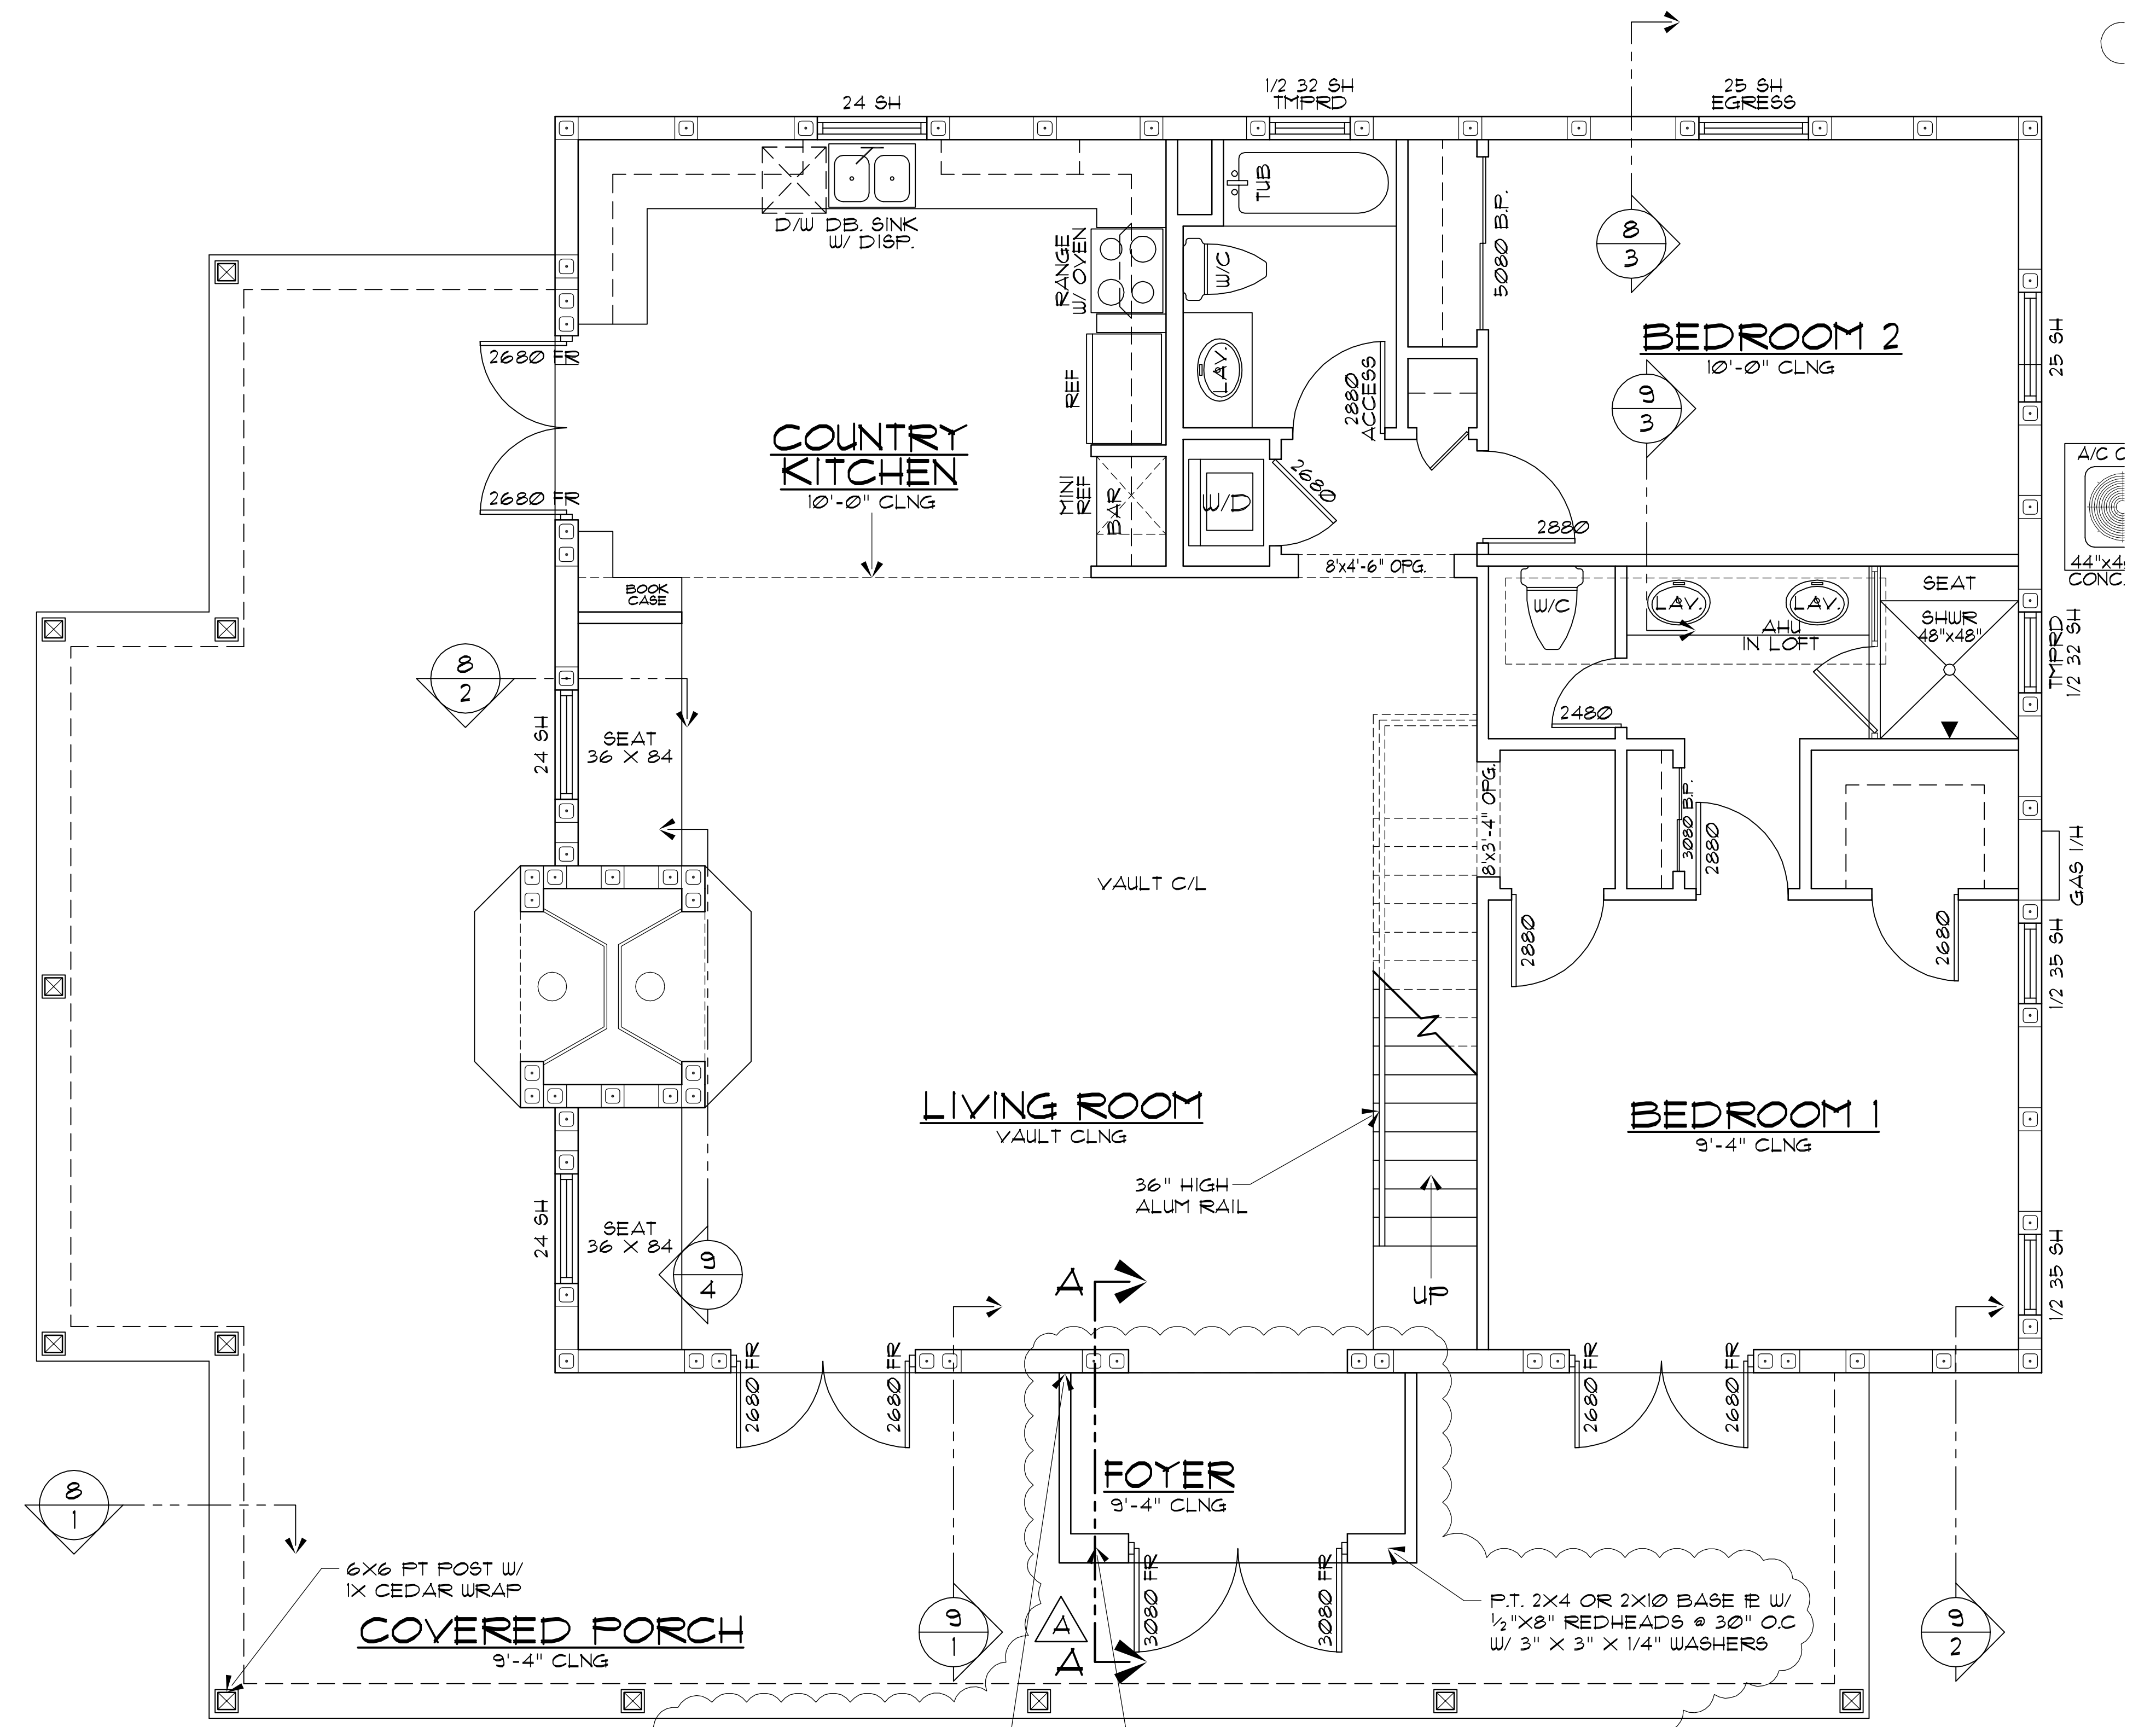 24 SH
1/2 32 SH
TMPRD
25 SH
EGRESS
D/W DB. SINK
W/ DISP.
RANGE
W/ OVEN
TUB
W/C
5080 B.P.
8
3
BEDROOM 2
10'-0" CLNG
25 SH
2680 FR
REF
LAV.
2880
ACCESS
9
3
COUNTRY
KITCHEN
10'-0" CLNG
2680 FR
MINI
REF
BAR
W/D
2680
2880
A/C
8'x4'-6" OPG.
44"x4
CONC.
BOOK
CASE
W/C
LAV.
LAV.
AHU
IN LOFT
SEAT
SHWR
48"x48"
TMPRD
1/2 32 SH
8
2
24 SH
SEAT
36 X 84
2480
8'x3'-4" OPG.
3080 B.P.
2880
GAS 1/H
VAULT C/L
2880
2680
1/2 35 SH
LIVING ROOM
VAULT CLNG
BEDROOM 1
9'-4" CLNG
36" HIGH
ALUM RAIL
24 SH
SEAT
36 X 84
9
4
A
UP
1/2 35 SH
2680 FR
2680 FR
2680 FR
2680 FR
FOYER
9'-4" CLNG
8
1
6X6 PT POST W/
1X CEDAR WRAP
COVERED PORCH
9'-4" CLNG
9
1
A
A
3080 FR
3080 FR
P.T. 2X4 OR 2X10 BASE PL W/
1/2"X8" REDHEADS @ 30" O.C
W/ 3" X 3" X 1/4" WASHERS
9
2